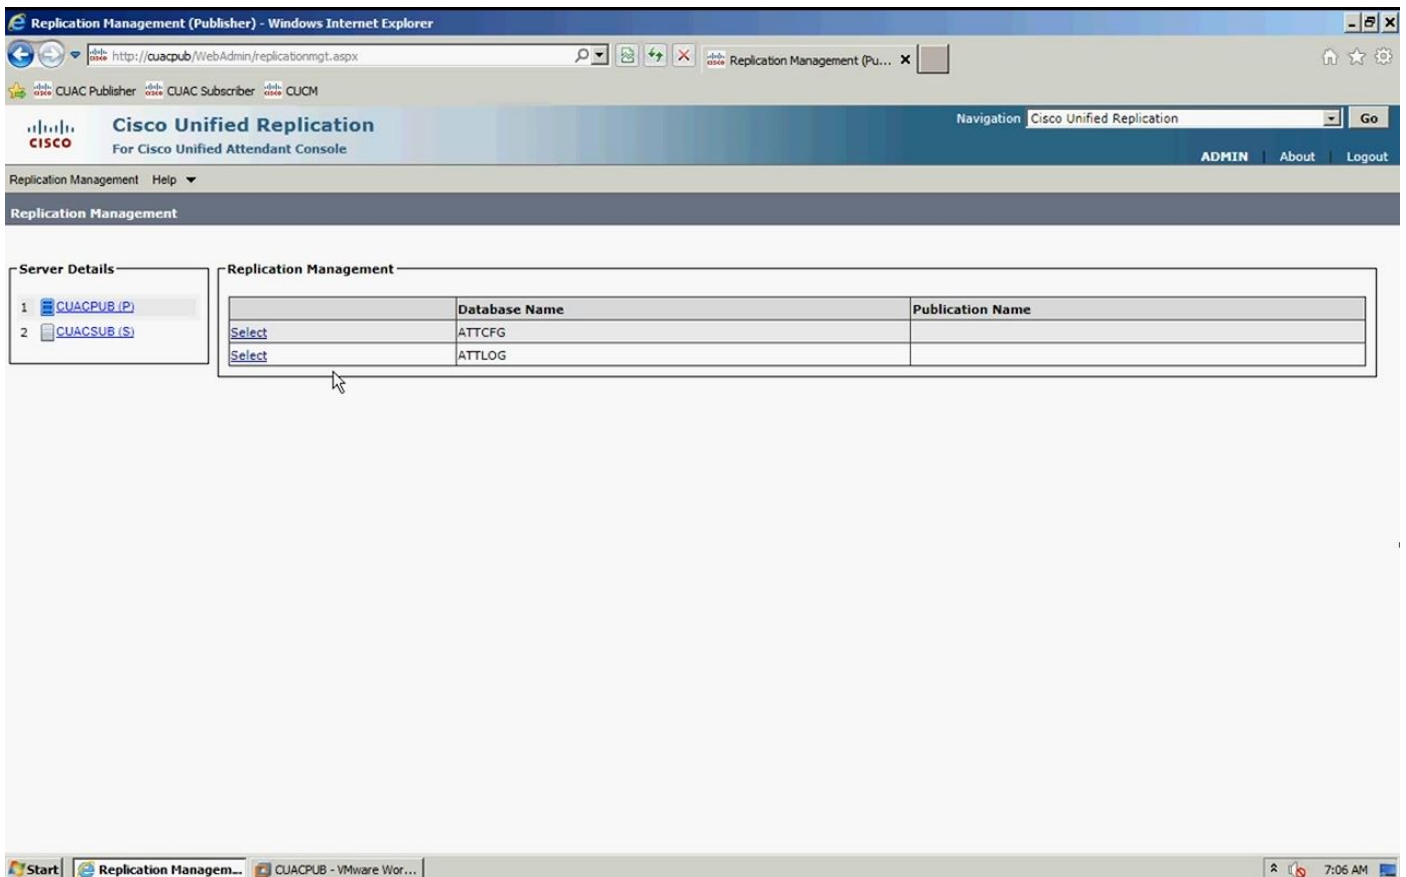 Replication Management (Publisher) - Windows Internet Explorer
http://cuacpub/WebAdmin/replicationmgt.aspx
Replication Management (Pu...
CUAC Publisher CUAC Subscriber CUCM
CISCO
Cisco Unified Replication
For Cisco Unified Attendant Console
Navigation Cisco Unified Replication Go
ADMIN | About | Logout
Replication Management Help
Replication Management
Server Details
1 CUACPUB (P)
2 CUACSUB (S)
Replication Management
Database Name Publication Name
Select ATTCFG
Select ATTLOG
Start Replication Managem... CUACPUB - VMware Wor... 7:06 AM